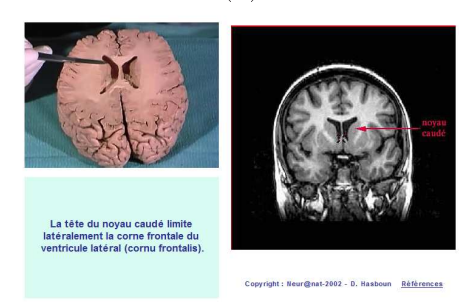 noyau
caudé
La tête du noyau caudé limite
latéralement la corne frontale du
ventricule latéral (cornu frontalis).
Copyright : Neur@nat-2002 - D. Hasboun Références